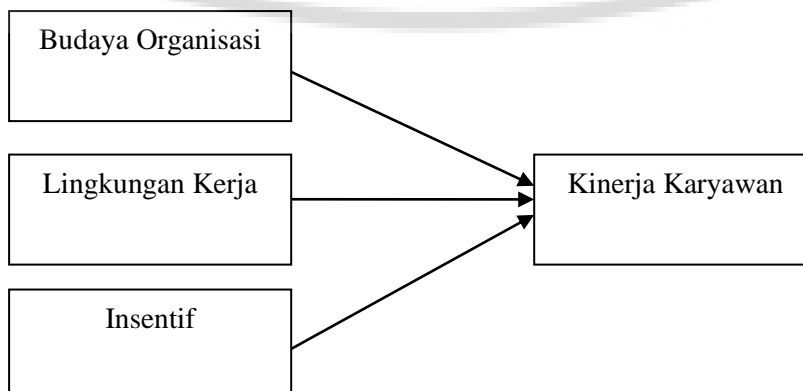 Budaya Organisasi
Lingkungan Kerja
Kinerja Karyawan
Insentif